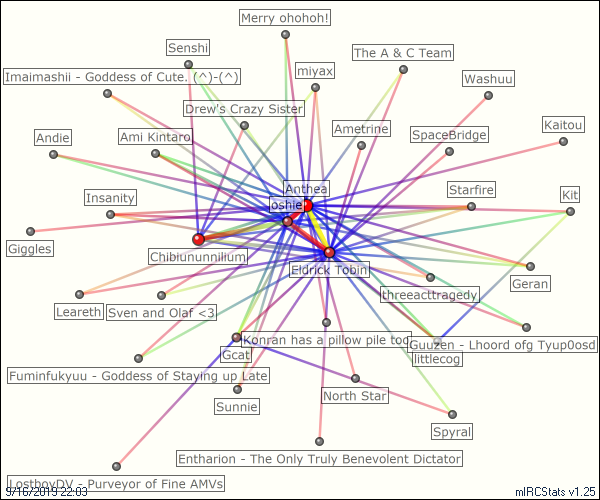 Merry ohohoh!
Senshi
The A & C Team
Imaimashii - Goddess of Cute. (^)-(^)
miyax
Washuu
Drew's Crazy Sister
Andie
Ami Kintaro
Ametrine
SpaceBridge
Kaitou
Anthea
Insanity
oshie
Starfire
Kit
Giggles
Chibiununnilium
Eldrick Tobin
Geran
threeacttragedy
Leareth
Sven and Olaf <3
Konran has a pillow pile too
Guuzen - Lhoord ofg Tyup0osd
Gcat
littlecog
Fuminfukyuu - Goddess of Staying up Late
North Star
Sunnie
Spyral
Entharion - The Only Truly Benevolent Dictator
LostboyDV - Purveyor of Fine AMVs
9/16/2019 22:03
mIRCStats v1.25